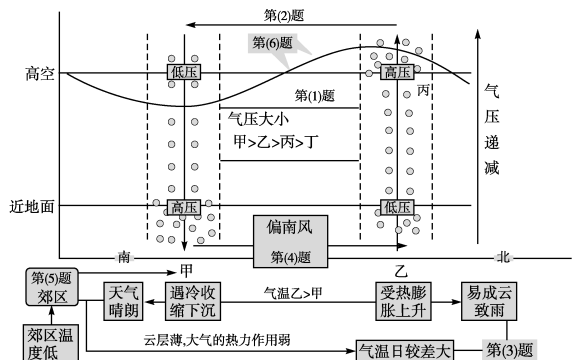 第(2)题
第(6)题
高空
低压
高压
丙
气压递减
第(1)题
气压大小
甲>乙>丙>丁
近地面
高压
低压
偏南风
第(4)题
南
北
甲
乙
第(5)题
郊区
天气
晴朗
遇冷收
缩下沉
气温乙>甲
受热膨
胀上升
易成云
致雨
郊区温
度低
云层薄,大气的热力作用弱
气温日较差大
第(3)题